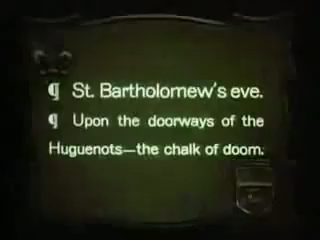 ¶ St. Bartholomew's eve.
¶ Upon the doorways of the
Huguenots—the chalk of doom.